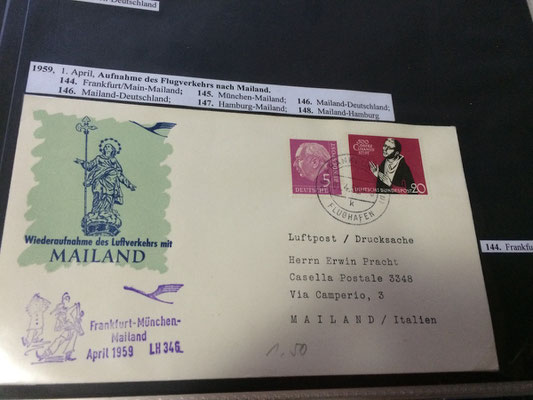 Deutschland
1959, 1. April, Aufnahme des Flugverkehrs nach Mailand.
144. Frankfurt/Main-Mailand; 145. München-Mailand; 146. Mailand-Deutschland;
146. Mailand-Deutschland; 147. Hamburg-Mailand; 148. Mailand-Hamburg
Wiederaufnahme des Luftverkehrs mit
MAILAND
5
DEUTSCHE BUNDESPOST
DEUTSCHE BUNDESPOST 20
FLUGHAFEN
k
Luftpost / Drucksache
Herrn Erwin Pracht
Casella Postale 3348
Via Camperio, 3
MAILAND / Italien
Frankfurt-München-
Mailand
April 1959 LH 346
1.50
144. Frankfu